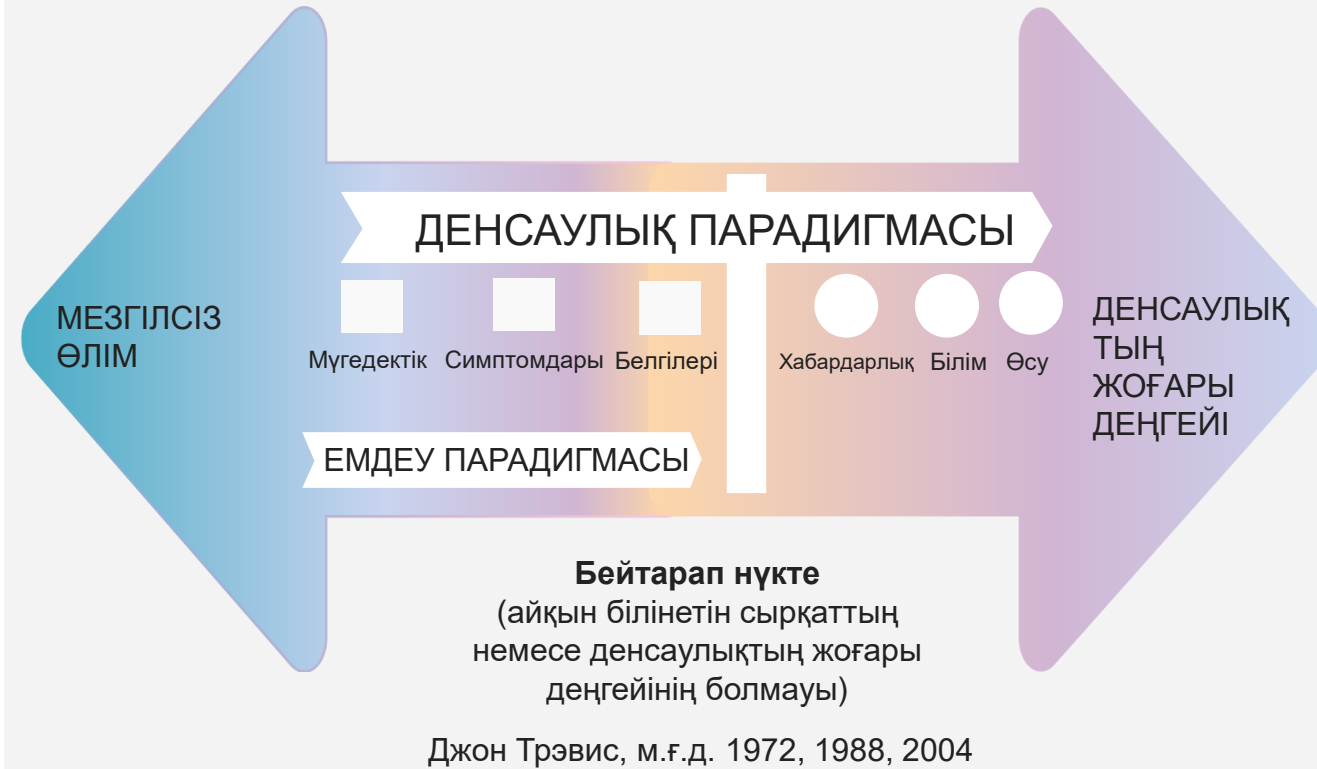 ДЕНСАУЛЫҚ ПАРАДИГМАСЫ
МЕЗГІЛСІЗ
ӨЛІМ
Мүгедектік
Симптомдары
Белгілері
Хабардарлық
Білім
Өсу
ДЕНСАУЛЫҚ
ТЫҢ
ЖОҒАРЫ
ДЕҢГЕЙІ
ЕМДЕУ ПАРАДИГМАСЫ
Бейтарап нүкте
(айқын білінетін сырқаттың
немесе денсаулықтың жоғары
деңгейінің болмауы)
Джон Трэвис, м.ғ.д. 1972, 1988, 2004